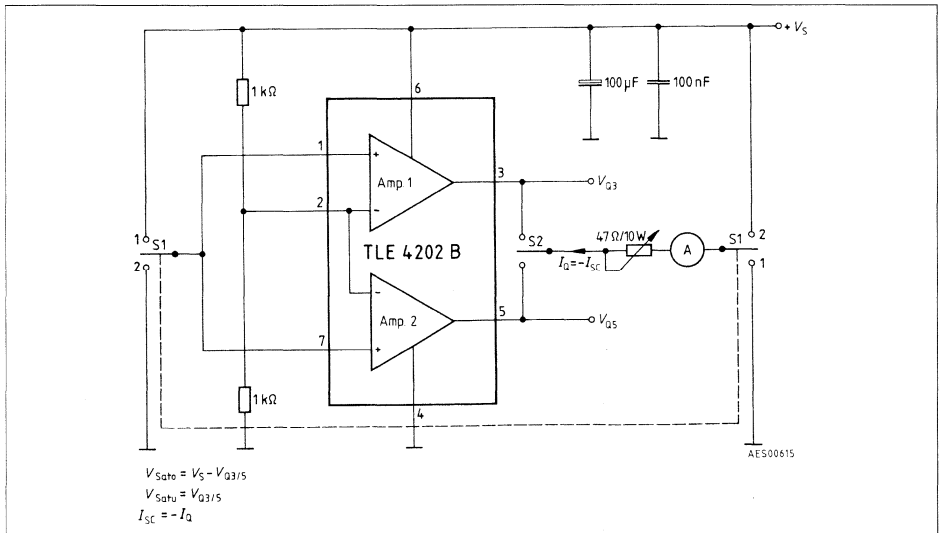 + V_S
6
1 kΩ
100 µF
100 nF
1
+
Amp. 1
3
V_Q3
2
−
1
S1
2
TLE 4202 B
S2
I_Q=−I_SC
47 Ω/10 W
A
S1
2
1
−
Amp. 2
5
V_Q5
7
+
1 kΩ
4
AES00615
V_Sato = V_S − V_Q3/5
V_Satu = V_Q3/5
I_SC = − I_Q